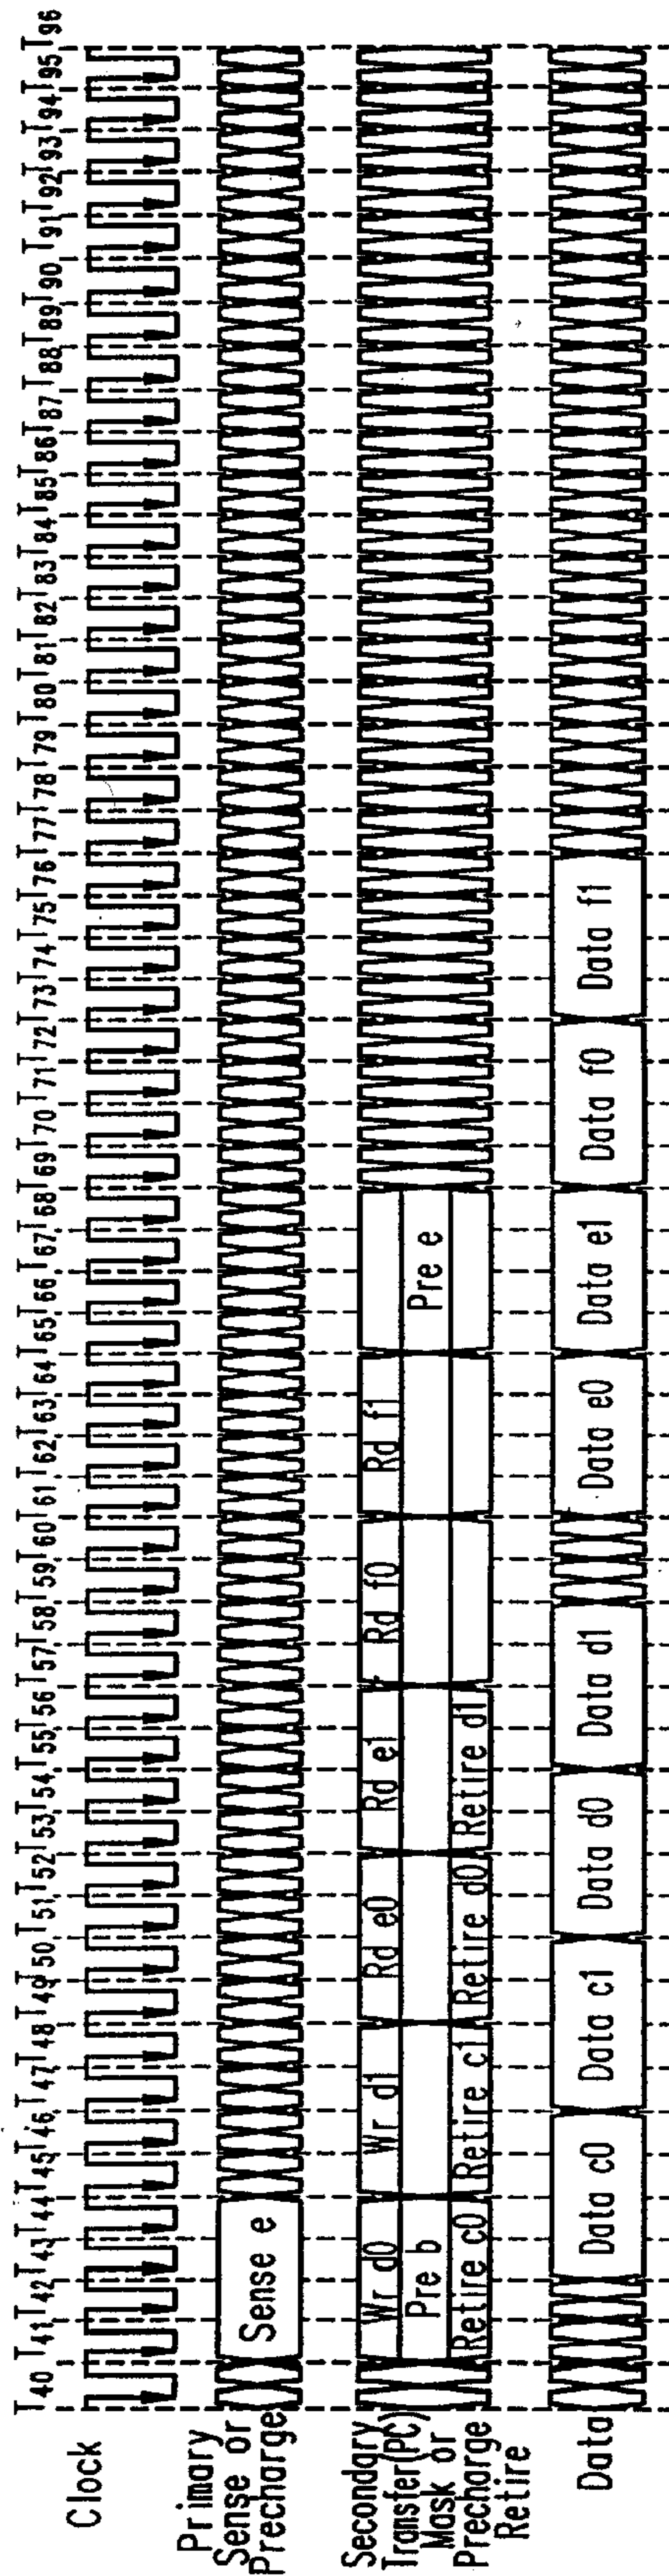 T40 T41 T42 T43 T44 T45 T46 T47 T48 T49 T50 T51 T52 T53 T54 T55 T56 T57 T58 T59 T60 T61 T62 T63 T64 T65 T66 T67 T68 T69 T70 T71 T72 T73 T74 T75 T76 T77 T78 T79 T80 T81 T82 T83 T84 T85 T86 T87 T88 T89 T90 T91 T92 T93 T94 T95 T96
Clock
Primary
Sense or
Precharge
Sense e
Secondary
Transfer(PC)
Mask or
Precharge
Retire
Wr d0 Wr d1 Rd e0 Rd e1 Rd f0 Rd f1
Pre b Pre e
Retire c0 Retire c1 Retire d0 Retire d1
Data
Data c0 Data c1 Data d0 Data d1 Data e0 Data e1 Data f0 Data f1